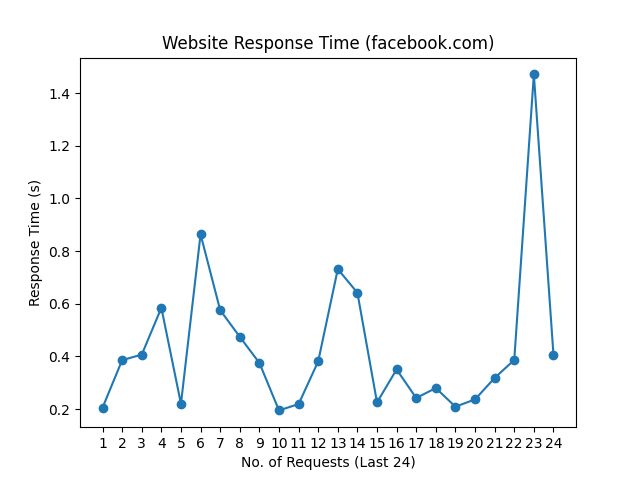 Website Response Time (facebook.com)
Response Time (s)
1.4
1.2
1.0
0.8
0.6
0.4
0.2
1 2 3 4 5 6 7 8 9 10 11 12 13 14 15 16 17 18 19 20 21 22 23 24
No. of Requests (Last 24)